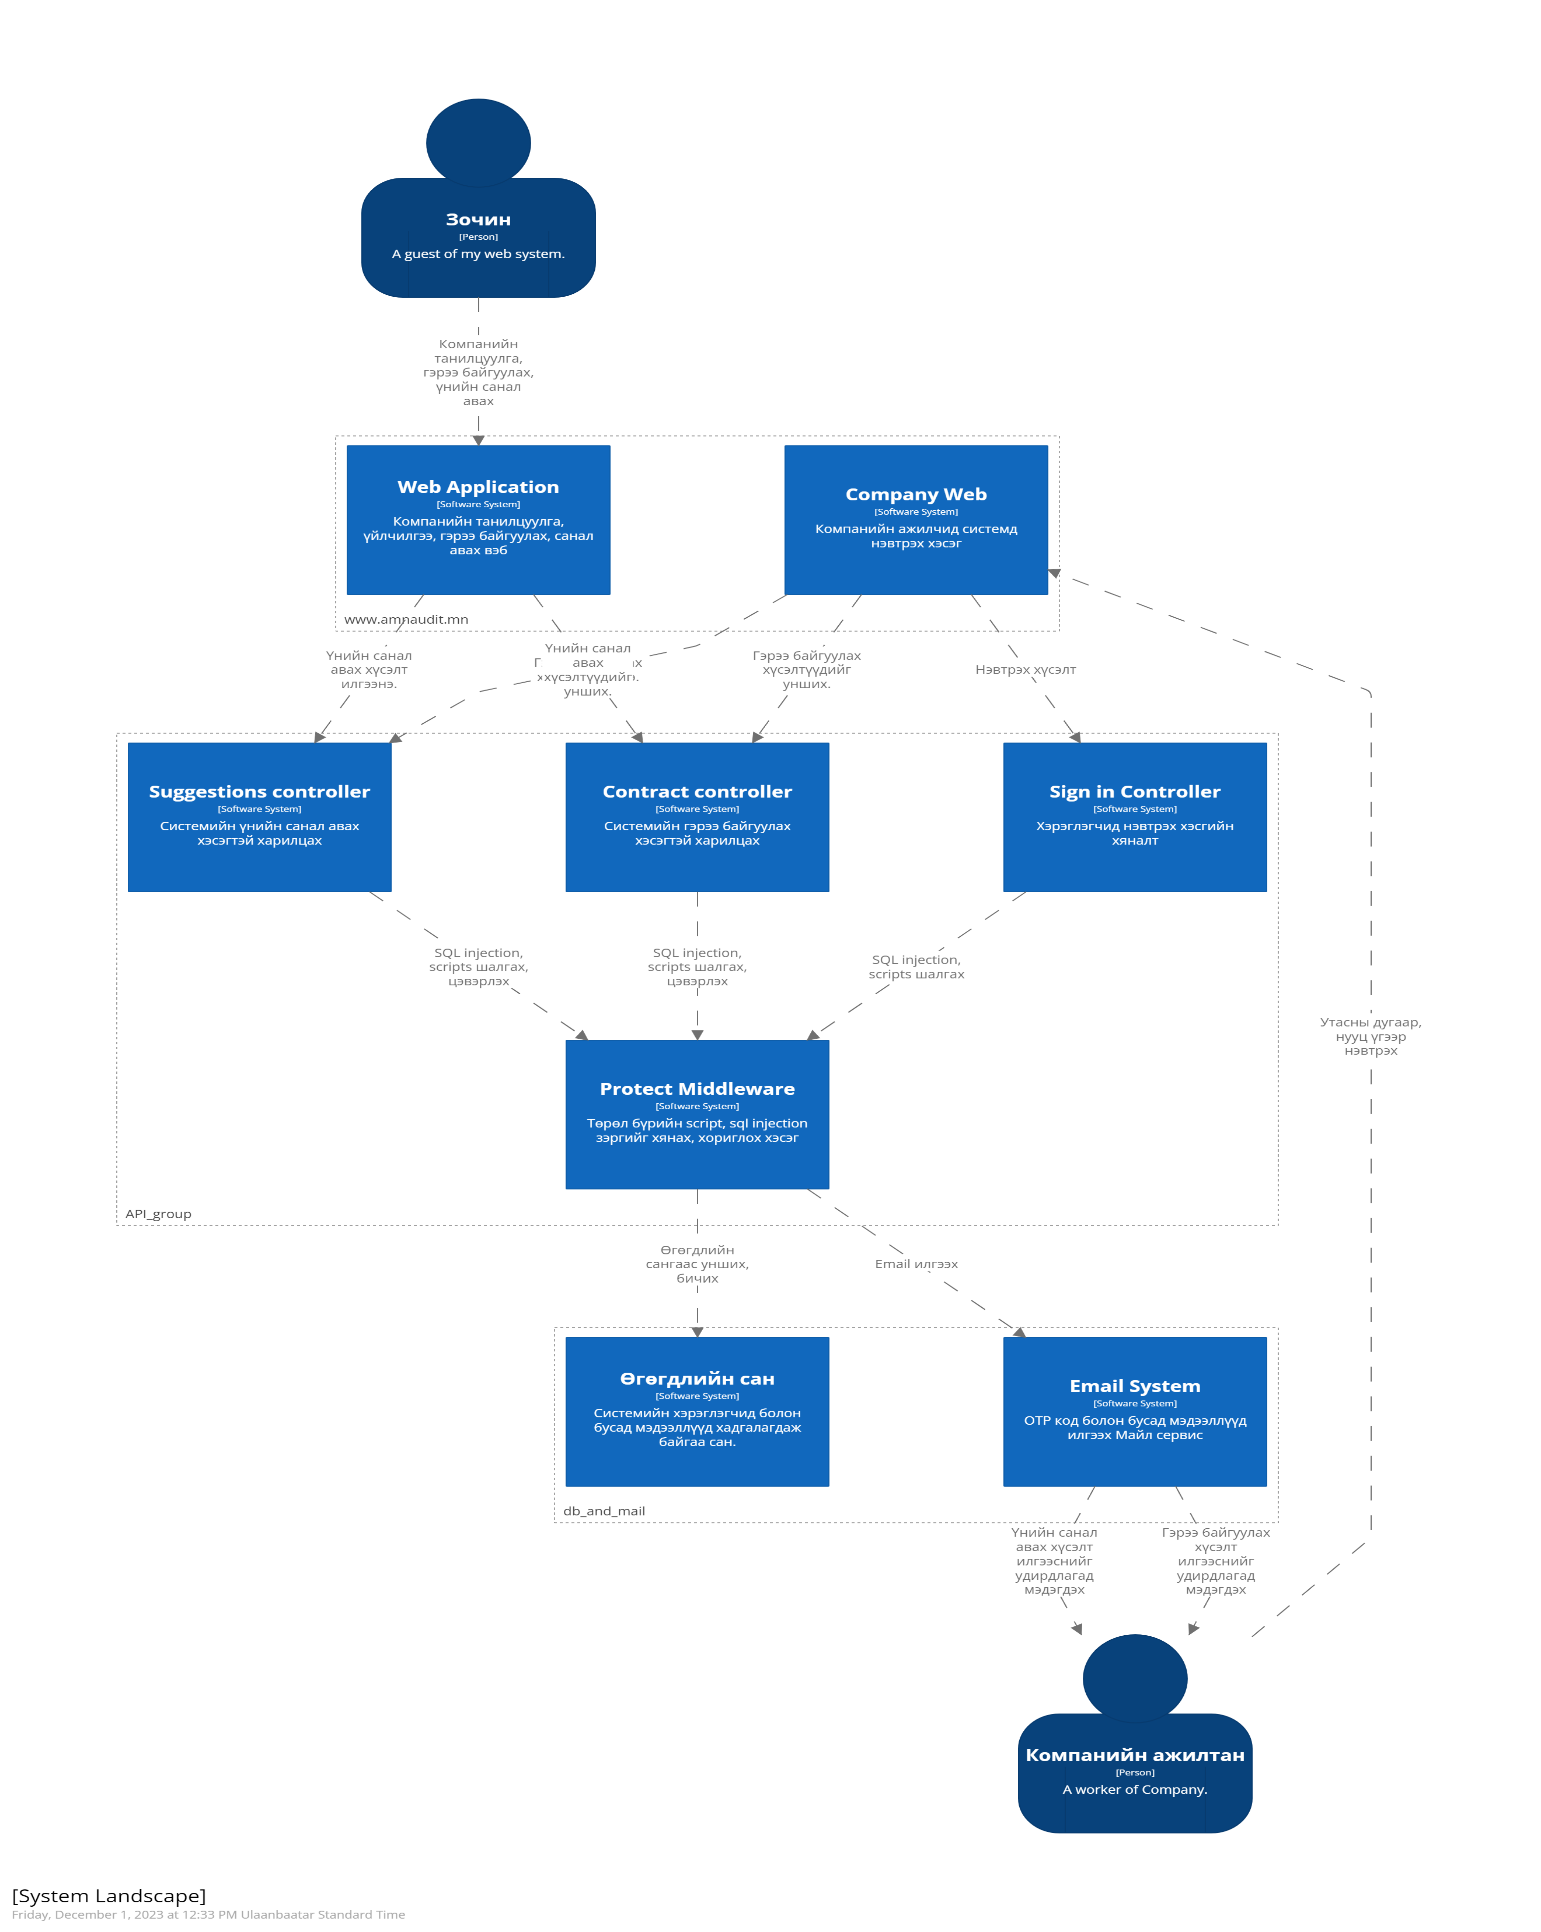 Зочин
[Person]
A guest of my web system.
Компанийн
танилцуулга,
гэрээ байгуулах,
үнийн санал
авах
Web Application
[Software System]
Компанийн танилцуулга,
үйлчилгээ, гэрээ байгуулах, санал
авах вэб
Company Web
[Software System]
Компанийн ажилчид системд
нэвтрэх хэсэг
www.amnaudit.mn
Үнийн санал
авах хүсэлт
илгээнэ.
Үнийн санал
авах
хүсэлтүүдийг
унших.
Гэрээ байгуулах
хүсэлтүүдийг
унших.
Нэвтрэх хүсэлт
Suggestions controller
[Software System]
Системийн үнийн санал авах
хэсэгтэй харилцах
Contract controller
[Software System]
Системийн гэрээ байгуулах
хэсэгтэй харилцах
Sign in Controller
[Software System]
Хэрэглэгчид нэвтрэх хэсгийн
хяналт
SQL injection,
scripts шалгах,
цэвэрлэх
SQL injection,
scripts шалгах,
цэвэрлэх
SQL injection,
scripts шалгах
Утасны дугаар,
нууц үгээр
нэвтрэх
Protect Middleware
[Software System]
Төрөл бүрийн script, sql injection
зэргийг хянах, хориглох хэсэг
API_group
Өгөгдлийн
сангаас унших,
бичих
Email илгээх
Өгөгдлийн сан
[Software System]
Системийн хэрэглэгчид болон
бусад мэдээллүүд хадгалагдаж
байгаа сан.
Email System
[Software System]
OTP код болон бусад мэдээллүүд
илгээх Майл сервис
db_and_mail
Үнийн санал
авах хүсэлт
илгээснийг
удирдлагад
мэдэгдэх
Гэрээ байгуулах
хүсэлт
илгээснийг
удирдлагад
мэдэгдэх
Компанийн ажилтан
[Person]
A worker of Company.
[System Landscape]
Friday, December 1, 2023 at 12:33 PM Ulaanbaatar Standard Time